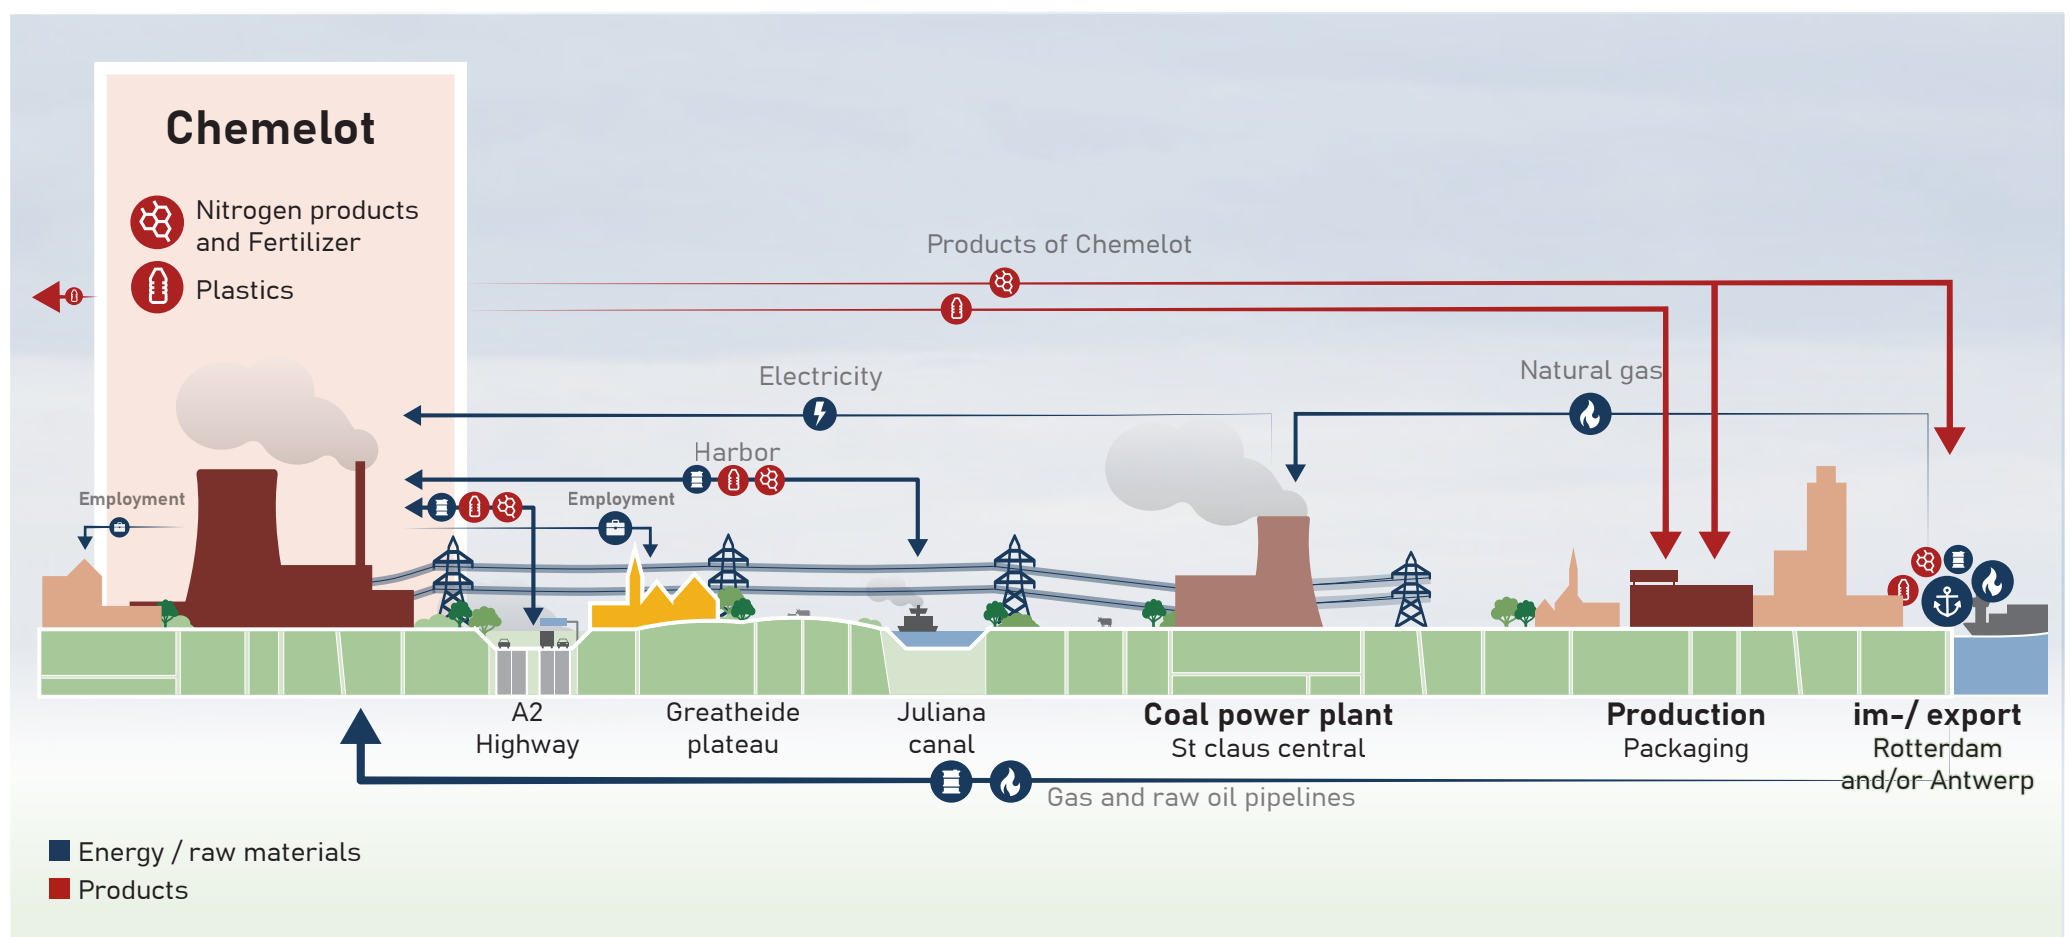 Chemelot
Nitrogen products
and Fertilizer
Plastics
Products of Chemelot
Electricity
Natural gas
Harbor
Employment
Employment
A2
Highway
Greatheide
plateau
Juliana
canal
Coal power plant
St claus central
Production
Packaging
im-/ export
Rotterdam
and/or Antwerp
Gas and raw oil pipelines
Energy / raw materials
Products